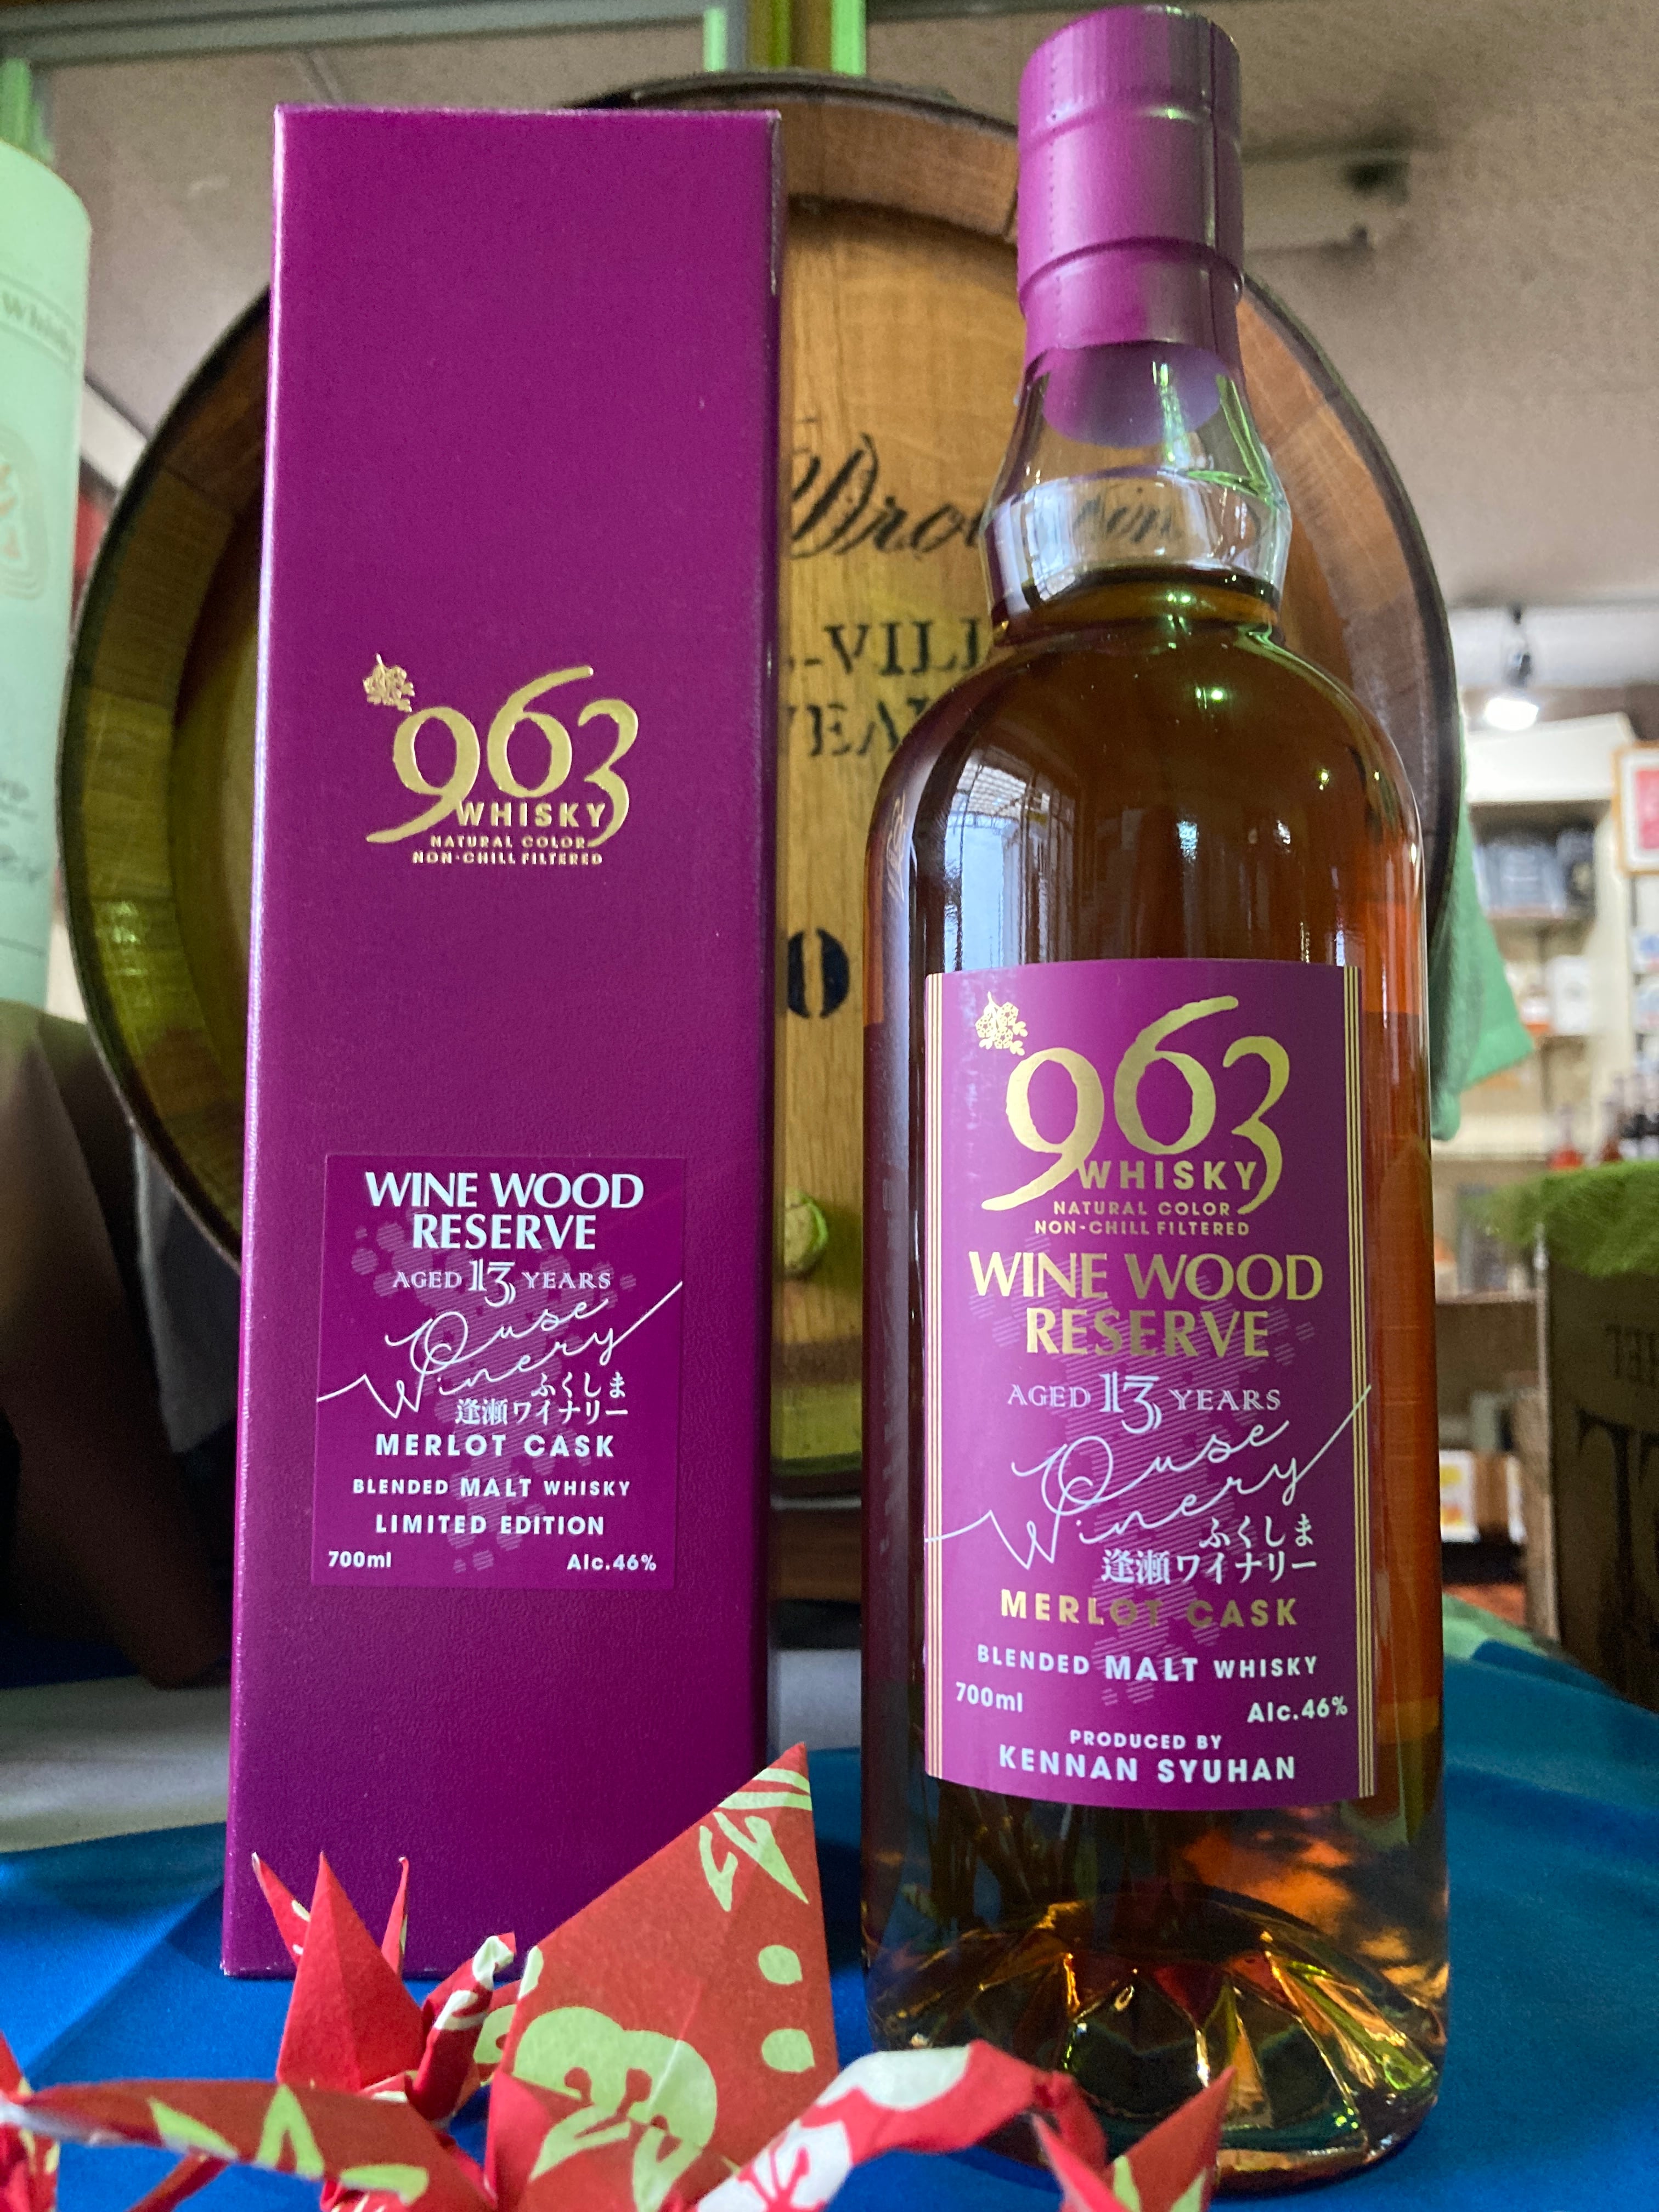 963
WHISKY
NATURAL COLOR
NON-CHILL FILTERED
WINE WOOD
RESERVE
AGED 13 YEARS
Ouse
Winery
ふくしま
逢瀬ワイナリー
MERLOT CASK
BLENDED MALT WHISKY
LIMITED EDITION
700ml Alc.46%
963
WHISKY
NATURAL COLOR
NON-CHILL FILTERED
WINE WOOD
RESERVE
AGED 13 YEARS
Ouse
Winery
ふくしま
逢瀬ワイナリー
MERLOT CASK
BLENDED MALT WHISKY
700ml Alc.46%
PRODUCED BY
KENNAN SYUHAN
Whisky